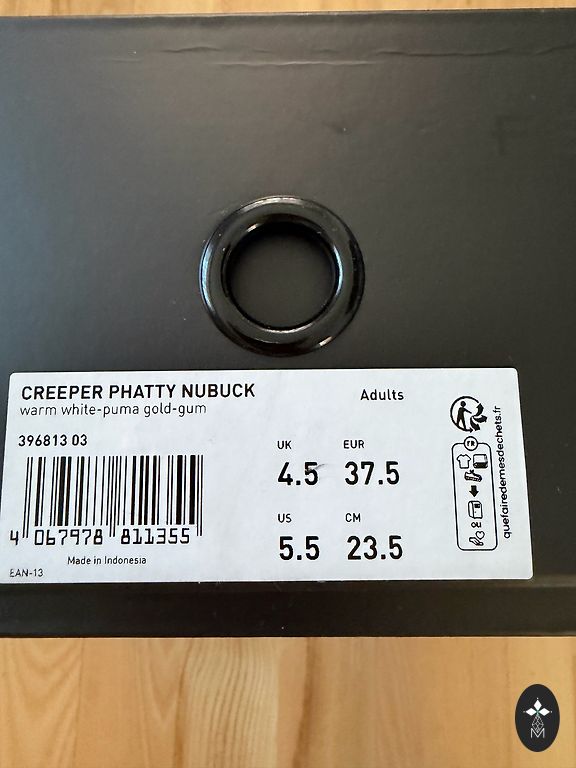 CREEPER PHATTY NUBUCK
warm white-puma gold-gum
Adults
396813 03
UK
EUR
4.5
37.5
US
CM
5.5
23.5
4 067978 811355
Made in Indonesia
EAN-13
FR
quefairedemesdechets.fr
M